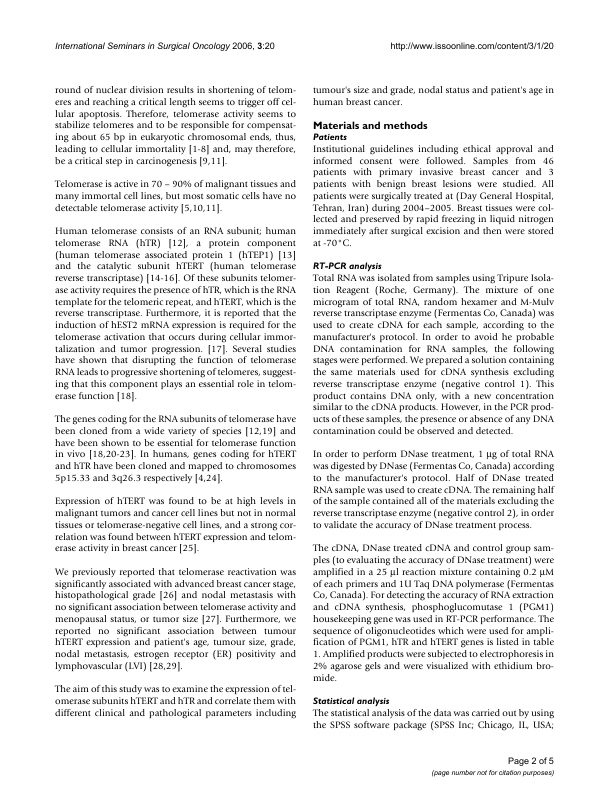 International Seminars in Surgical Oncology 2006, 3:20
http://www.issoonline.com/content/3/1/20
round of nuclear division results in shortening of telom-
eres and reaching a critical length seems to trigger off cel-
lular apoptosis. Therefore, telomerase activity seems to
stabilize telomeres and to be responsible for compensat-
ing about 65 bp in eukaryotic chromosomal ends, thus,
leading to cellular immortality [1-8] and, may therefore,
be a critical step in carcinogenesis [9,11].
Telomerase is active in 70 – 90% of malignant tissues and
many immortal cell lines, but most somatic cells have no
detectable telomerase activity [5,10,11].
Human telomerase consists of an RNA subunit; human
telomerase RNA (hTR) [12], a protein component
(human telomerase associated protein 1 (hTEP1) [13]
and the catalytic subunit hTERT (human telomerase
reverse transcriptase) [14-16]. Of these subunits telomer-
ase activity requires the presence of hTR, which is the RNA
template for the telomeric repeat, and hTERT, which is the
reverse transcriptase. Furthermore, it is reported that the
induction of hEST2 mRNA expression is required for the
telomerase activation that occurs during cellular immor-
talization and tumor progression. [17]. Several studies
have shown that disrupting the function of telomerase
RNA leads to progressive shortening of telomeres, suggest-
ing that this component plays an essential role in telom-
erase function [18].
The genes coding for the RNA subunits of telomerase have
been cloned from a wide variety of species [12,19] and
have been shown to be essential for telomerase function
in vivo [18,20-23]. In humans, genes coding for hTERT
and hTR have been cloned and mapped to chromosomes
5p15.33 and 3q26.3 respectively [4,24].
Expression of hTERT was found to be at high levels in
malignant tumors and cancer cell lines but not in normal
tissues or telomerase-negative cell lines, and a strong cor-
relation was found between hTERT expression and telom-
erase activity in breast cancer [25].
We previously reported that telomerase reactivation was
significantly associated with advanced breast cancer stage,
histopathological grade [26] and nodal metastasis with
no significant association between telomerase activity and
menopausal status, or tumor size [27]. Furthermore, we
reported no significant association between tumour
hTERT expression and patient's age, tumour size, grade,
nodal metastasis, estrogen receptor (ER) positivity and
lymphovascular (LVI) [28,29].
The aim of this study was to examine the expression of tel-
omerase subunits hTERT and hTR and correlate them with
different clinical and pathological parameters including
tumour's size and grade, nodal status and patient's age in
human breast cancer.
Materials and methods
Patients
Institutional guidelines including ethical approval and
informed consent were followed. Samples from 46
patients with primary invasive breast cancer and 3
patients with benign breast lesions were studied. All
patients were surgically treated at (Day General Hospital,
Tehran, Iran) during 2004–2005. Breast tissues were col-
lected and preserved by rapid freezing in liquid nitrogen
immediately after surgical excision and then were stored
at -70°C.
RT-PCR analysis
Total RNA was isolated from samples using Tripure Isola-
tion Reagent (Roche, Germany). The mixture of one
microgram of total RNA, random hexamer and M-Mulv
reverse transcriptase enzyme (Fermentas Co, Canada) was
used to create cDNA for each sample, according to the
manufacturer's protocol. In order to avoid he probable
DNA contamination for RNA samples, the following
stages were performed. We prepared a solution containing
the same materials used for cDNA synthesis excluding
reverse transcriptase enzyme (negative control 1). This
product contains DNA only, with a new concentration
similar to the cDNA products. However, in the PCR prod-
ucts of these samples, the presence or absence of any DNA
contamination could be observed and detected.
In order to perform DNase treatment, 1 μg of total RNA
was digested by DNase (Fermentas Co, Canada) according
to the manufacturer's protocol. Half of DNase treated
RNA sample was used to create cDNA. The remaining half
of the sample contained all of the materials excluding the
reverse transcriptase enzyme (negative control 2), in order
to validate the accuracy of DNase treatment process.
The cDNA, DNase treated cDNA and control group sam-
ples (to evaluating the accuracy of DNase treatment) were
amplified in a 25 μl reaction mixture containing 0.2 μM
of each primers and 1U Taq DNA polymerase (Fermentas
Co, Canada). For detecting the accuracy of RNA extraction
and cDNA synthesis, phosphoglucomutase 1 (PGM1)
housekeeping gene was used in RT-PCR performance. The
sequence of oligonucleotides which were used for ampli-
fication of PGM1, hTR and hTERT genes is listed in table
1. Amplified products were subjected to electrophoresis in
2% agarose gels and were visualized with ethidium bro-
mide.
Statistical analysis
The statistical analysis of the data was carried out by using
the SPSS software package (SPSS Inc; Chicago, IL, USA;
Page 2 of 5
(page number not for citation purposes)